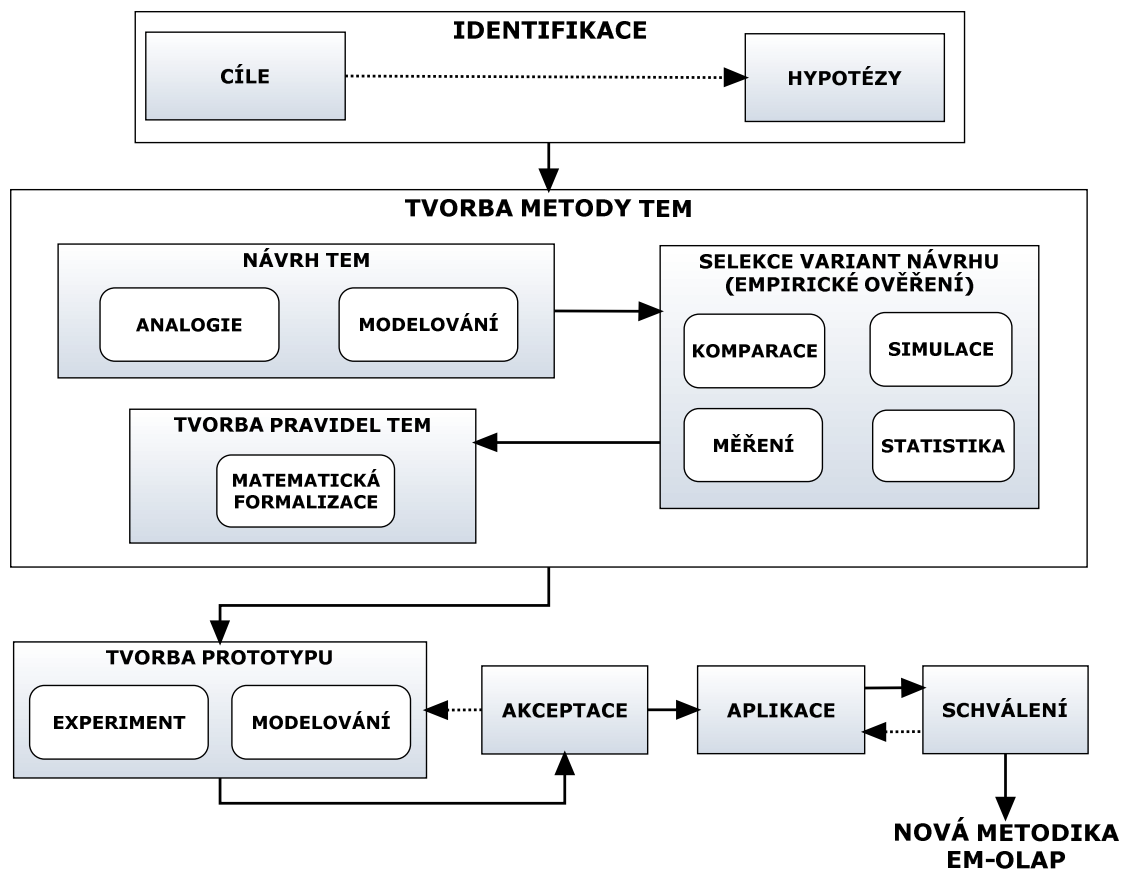 IDENTIFIKACE
CÍLE
HYPOTÉZY
TVORBA METODY TEM
NÁVRH TEM
ANALOGIE
MODELOVÁNÍ
SELEKCE VARIANT NÁVRHU
(EMPIRICKÉ OVĚŘENÍ)
KOMPARACE
SIMULACE
MĚŘENÍ
STATISTIKA
TVORBA PRAVIDEL TEM
MATEMATICKÁ
FORMALIZACE
TVORBA PROTOTYPU
EXPERIMENT
MODELOVÁNÍ
AKCEPTACE
APLIKACE
SCHVÁLENÍ
NOVÁ METODIKA
EM-OLAP